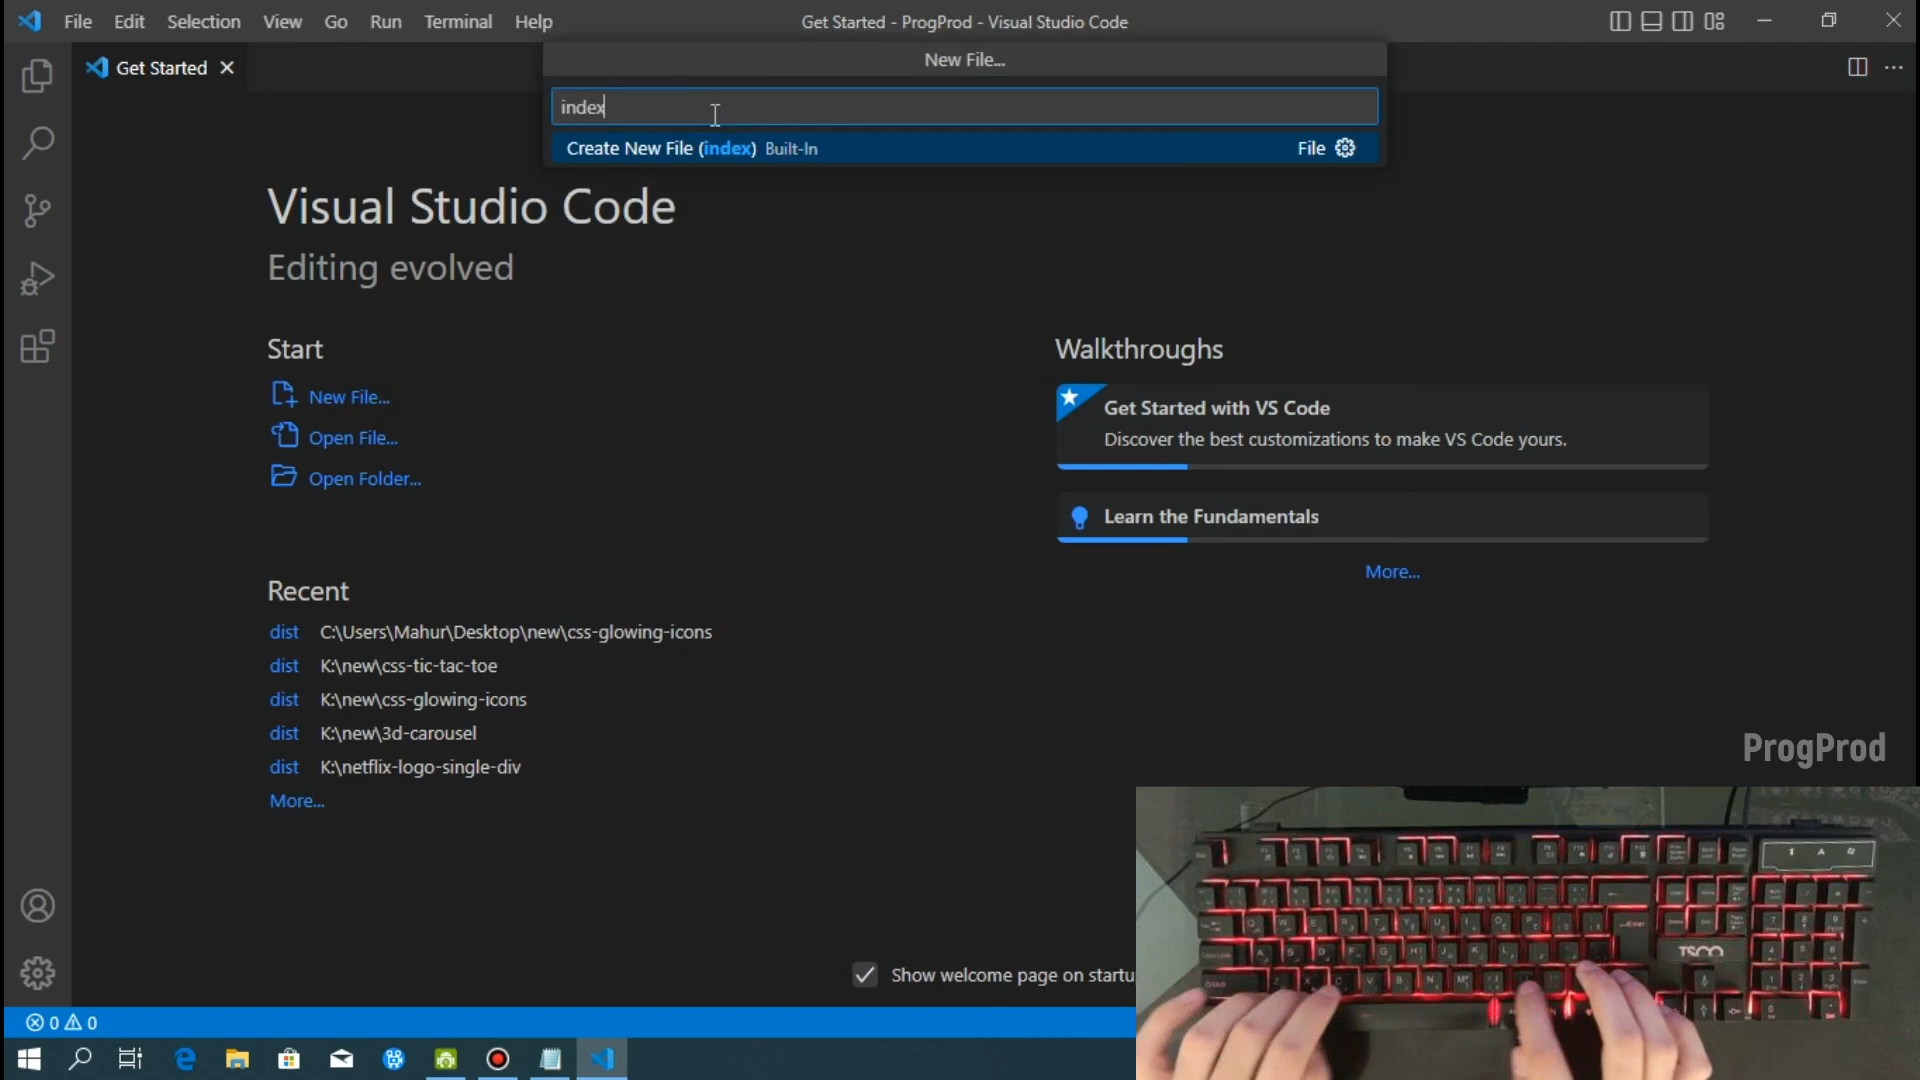 File Edit Selection View Go Run Terminal Help
Get Started - ProgProd - Visual Studio Code
Get Started
New File...
index
Create New File (index) Built-In
File
Visual Studio Code
Editing evolved
Start
New File...
Open File...
Open Folder...
Walkthroughs
Get Started with VS Code
Discover the best customizations to make VS Code yours.
Learn the Fundamentals
More...
Recent
dist C:\Users\Mahur\Desktop\new\css-glowing-icons
dist K:\new\css-tic-tac-toe
dist K:\new\css-glowing-icons
dist K:\new\3d-carousel
dist K:\netflix-logo-single-div
More...
ProgProd
Show welcome page on startu
0 0
TSCO